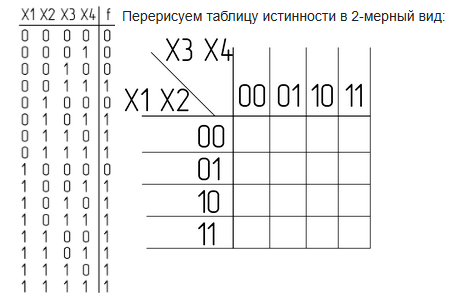 X1 X2 X3 X4 f
0 0 0 0 0
0 0 0 1 0
0 0 1 0 0
0 0 1 1 1
0 1 0 0 0
0 1 0 1 1
0 1 1 0 1
0 1 1 1 1
1 0 0 0 0
1 0 0 1 1
1 0 1 0 1
1 0 1 1 1
1 1 0 0 1
1 1 0 1 1
1 1 1 0 1
1 1 1 1 1
Перерисуем таблицу истинности в 2-мерный вид:
X3 X4
X1 X2 00 01 10 11
00
01
10
11